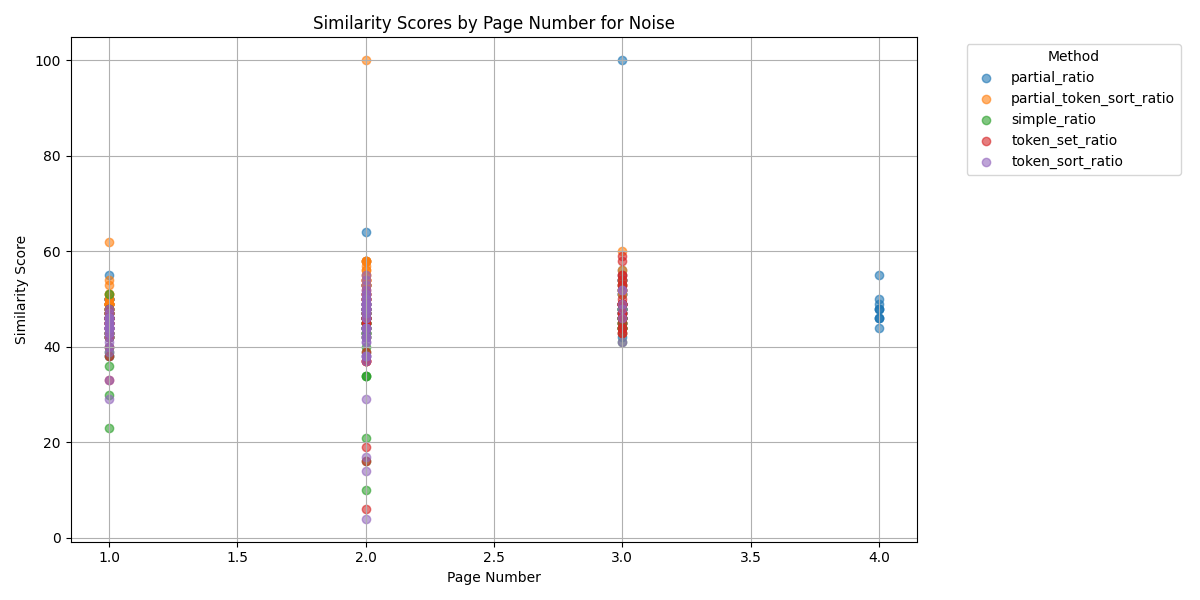 Similarity Scores by Page Number for Noise
Similarity Score
100
80
60
40
20
0
1.0
1.5
2.0
2.5
3.0
3.5
4.0
Page Number
Method
partial_ratio
partial_token_sort_ratio
simple_ratio
token_set_ratio
token_sort_ratio